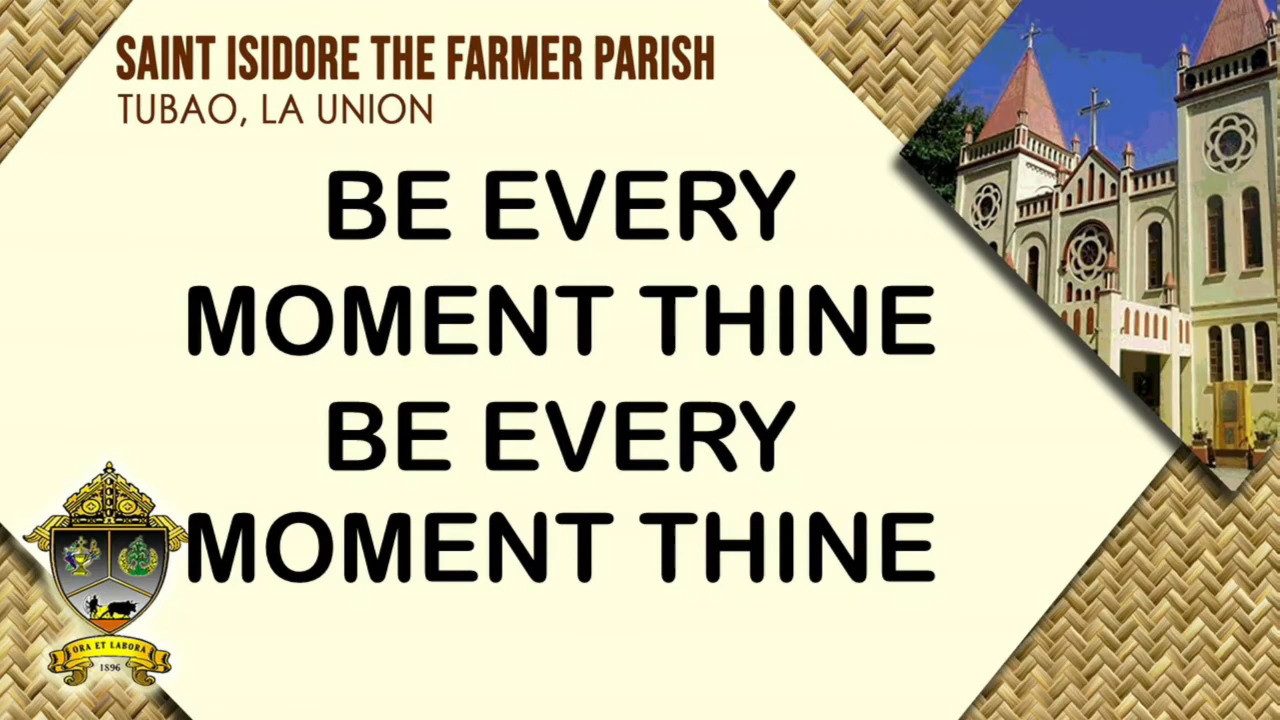 SAINT ISIDORE THE FARMER PARISH
TUBAO, LA UNION
BE EVERY
MOMENT THINE
BE EVERY
MOMENT THINE
ORA ET LABORA
1896